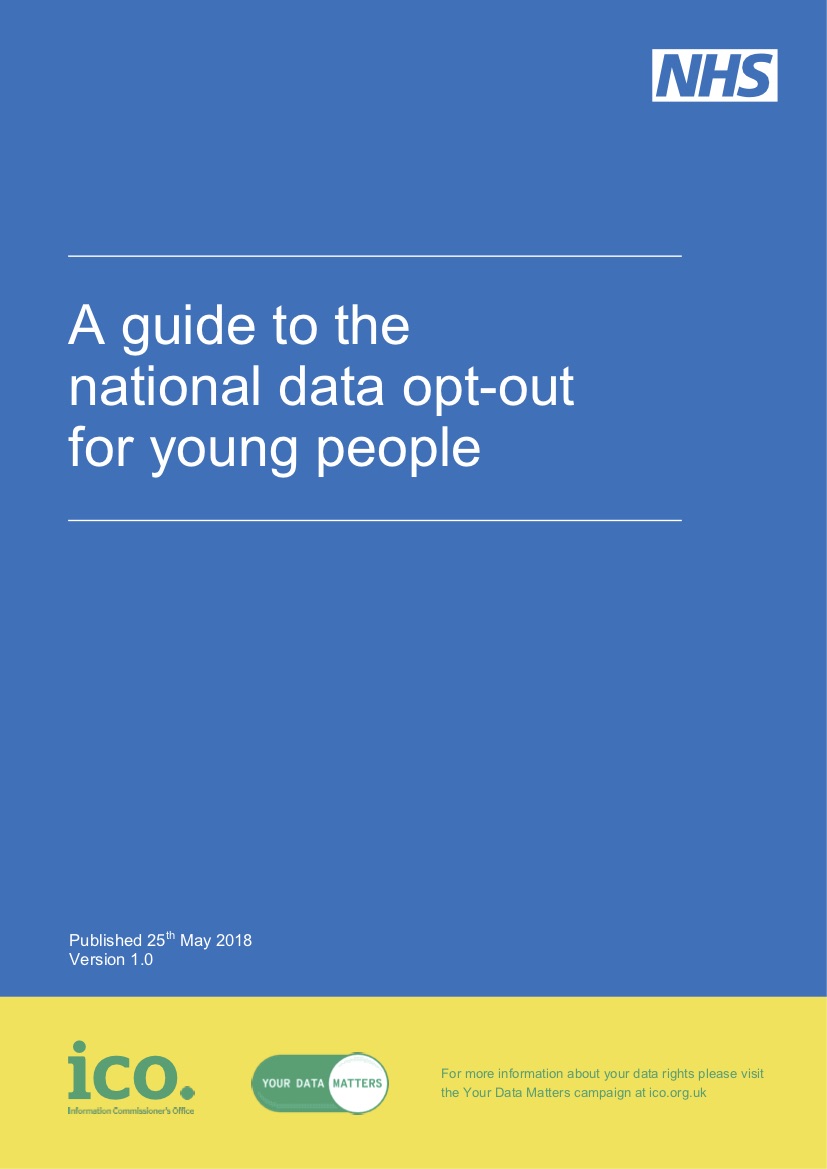 NHS
A guide to the
national data opt-out
for young people
Published 25th May 2018
Version 1.0
ico.
Information Commissioner's Office
YOUR DATA MATTERS
For more information about your data rights please visit
the Your Data Matters campaign at ico.org.uk